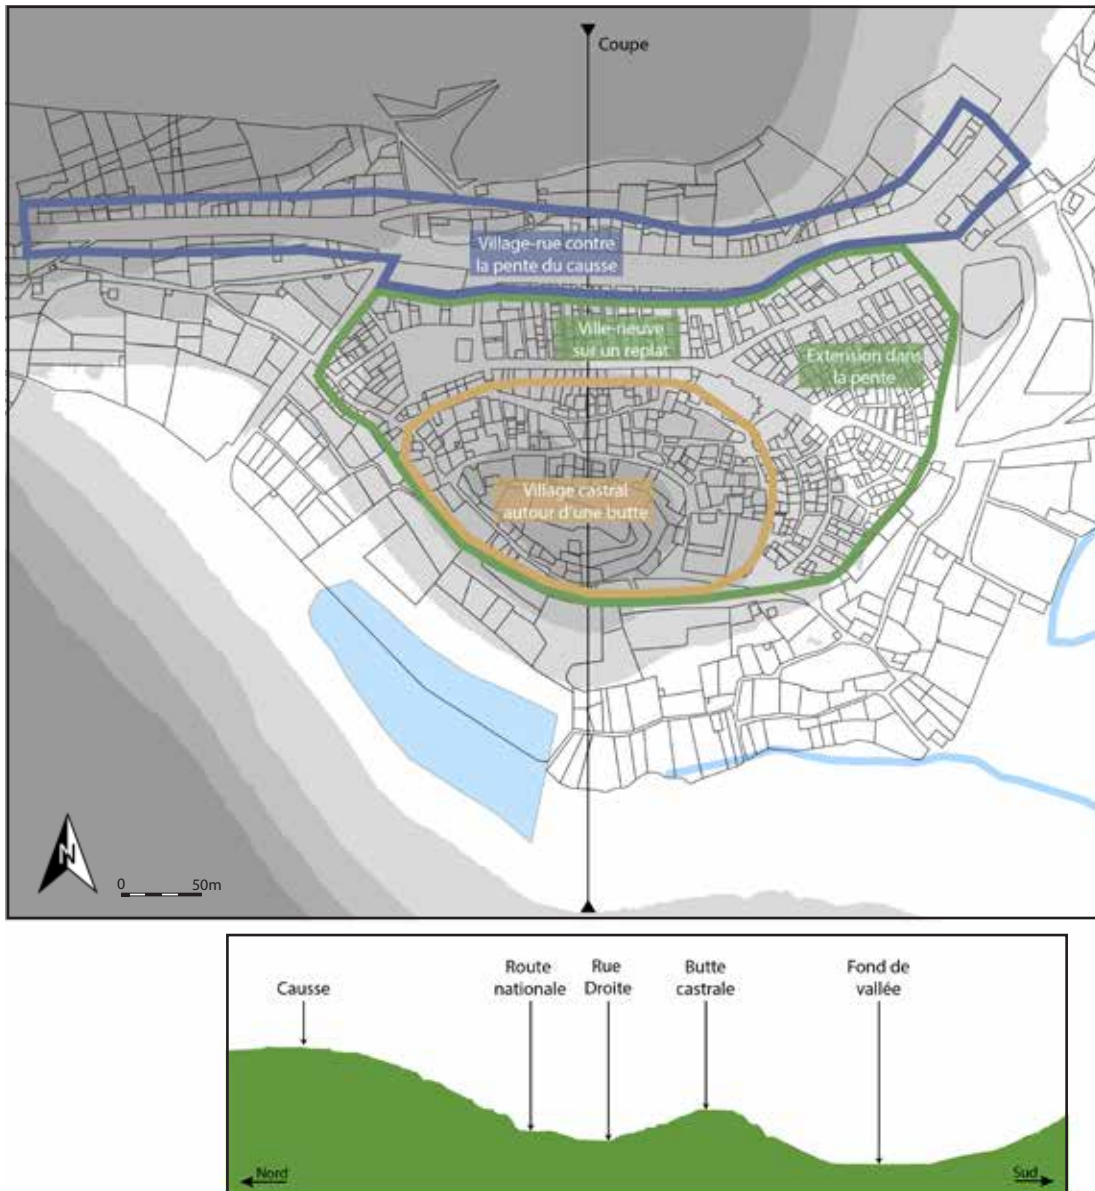 Coupe
Village-rue contre
la pente du causse
Ville-neuve
sur un replat
Extension dans
la pente
Village castral
autour d'une butte
N
0 50m
Causse
Route
nationale
Rue
Droite
Butte
castrale
Fond de
vallée
Nord
Sud